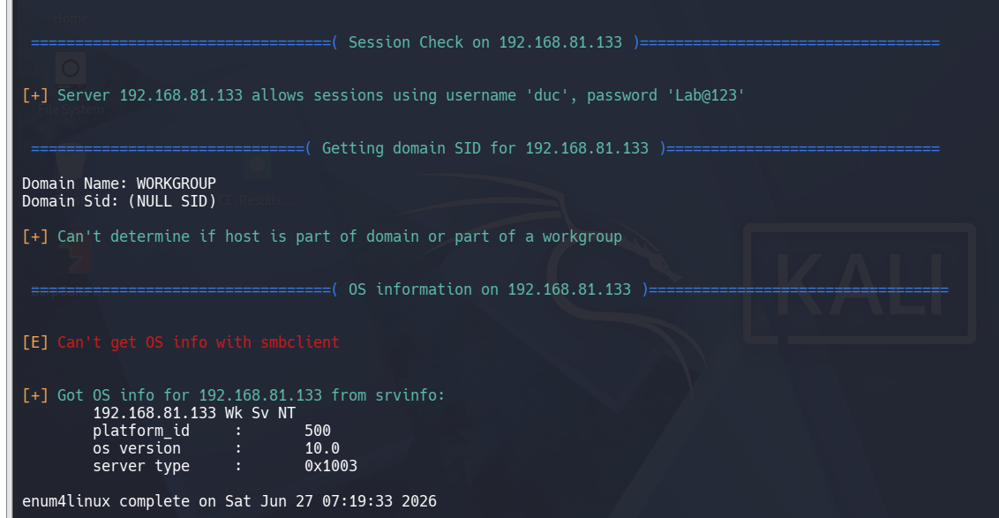 Home
=================================( Session Check on 192.168.81.133 )=================================
[+] Server 192.168.81.133 allows sessions using username 'duc', password 'Lab@123'
File System
==============================( Getting domain SID for 192.168.81.133 )==============================
Domain Name: WORKGROUP
Domain Sid: (NULL SID)
CE-Results...
[+] Can't determine if host is part of domain or part of a workgroup
==================================( OS information on 192.168.81.133 )==================================
KALI
[E] Can't get OS info with smbclient
[+] Got OS info for 192.168.81.133 from srvinfo:
192.168.81.133 Wk Sv NT
platform_id : 500
os version : 10.0
server type : 0x1003
enum4linux complete on Sat Jun 27 07:19:33 2026